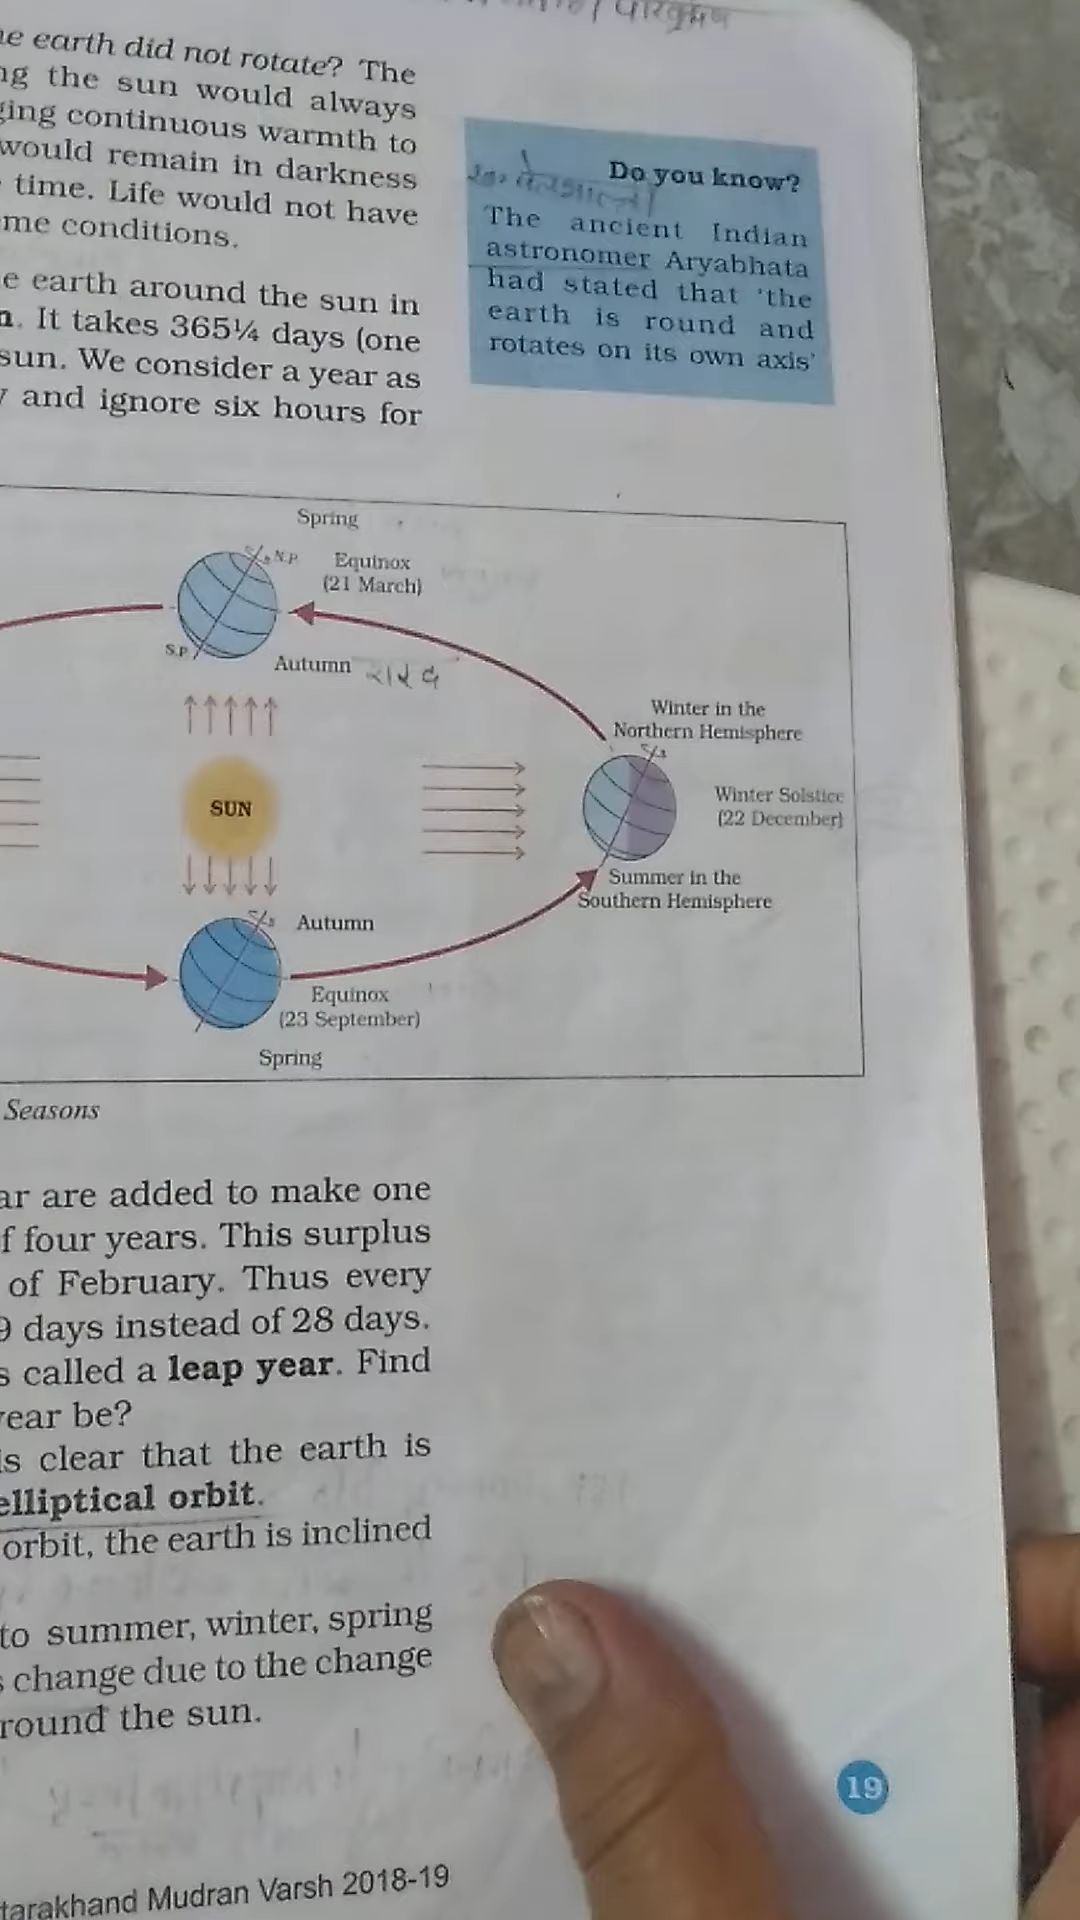 परिक्रमण
he earth did not rotate? The
ng the sun would always
ging continuous warmth to
would remain in darkness
time. Life would not have
me conditions.
e earth around the sun in
n. It takes 365¼ days (one
sun. We consider a year as
y and ignore six hours for
Do you know?
The ancient Indian
astronomer Aryabhata
had stated that 'the
earth is round and
rotates on its own axis'
Spring
N.P.
Equinox
(21 March)
S.P.
Autumn
Winter in the
Northern Hemisphere
SUN
Winter Solstice
(22 December)
Summer in the
Southern Hemisphere
Autumn
Equinox
(23 September)
Spring
Seasons
ar are added to make one
f four years. This surplus
of February. Thus every
9 days instead of 28 days.
s called a leap year. Find
year be?
is clear that the earth is
elliptical orbit.
orbit, the earth is inclined
to summer, winter, spring
s change due to the change
round the sun.
19
tarakhand Mudran Varsh 2018-19